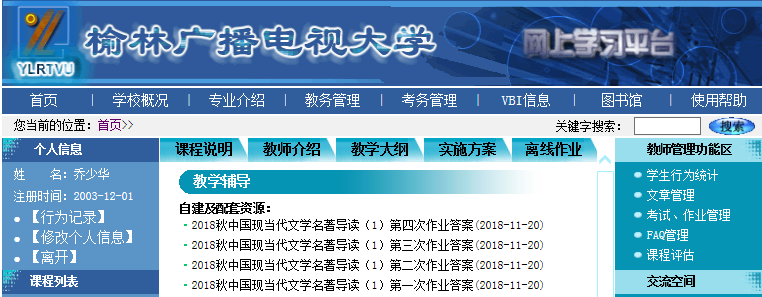 YLRTVU
榆林广播电视大学
网上学习平台
首页 | 学校概况 | 专业介绍 | 教务管理 | 考务管理 | VBI信息 | 图书馆 | 使用帮助
您当前的位置：首页>>
关键字搜索：
搜索
个人信息
姓 名：乔少华
注册时间：2003-12-01
【行为记录】
【修改个人信息】
【离开】
课程列表
课程说明 教师介绍 教学大纲 实施方案 离线作业
教学辅导
自建及配套资源：
- 2018秋中国现当代文学名著导读（1）第四次作业答案(2018-11-20)
- 2018秋中国现当代文学名著导读（1）第三次作业答案(2018-11-20)
- 2018秋中国现当代文学名著导读（1）第二次作业答案(2018-11-20)
- 2018秋中国现当代文学名著导读（1）第一次作业答案(2018-11-20)
教师管理功能区
学生行为统计
文章管理
考试、作业管理
FAQ管理
课程评估
交流空间